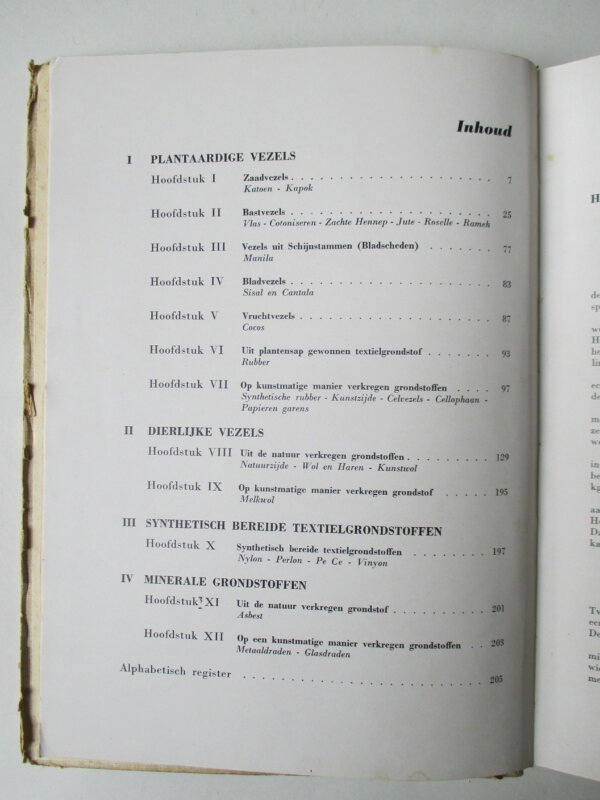 Inhoud
I PLANTAARDIGE VEZELS
Hoofdstuk I Zaadvezels . . . . . . . . . . . . . . . . . . . . . . 7
Katoen - Kapok
Hoofdstuk II Bastvezels . . . . . . . . . . . . . . . . . . . . . . 25
Vlas - Cotoniseren - Zachte Hennep - Jute - Roselle - Rameh
Hoofdstuk III Vezels uit Schijnstammen (Bladscheden) . . . . . . . 77
Manila
Hoofdstuk IV Bladvezels . . . . . . . . . . . . . . . . . . . . . . 83
Sisal en Cantala
Hoofdstuk V Vruchtvezels . . . . . . . . . . . . . . . . . . . . . 87
Cocos
Hoofdstuk VI Uit plantensap gewonnen textielgrondstof . . . . . . . 93
Rubber
Hoofdstuk VII Op kunstmatige manier verkregen grondstoffen . . . . 97
Synthetische rubber - Kunstzijde - Celvezels - Cellophaan -
Papieren garens
II DIERLIJKE VEZELS
Hoofdstuk VIII Uit de natuur verkregen grondstoffen . . . . . . . . . 129
Natuurzijde - Wol en Haren - Kunstwol
Hoofdstuk IX Op kunstmatige manier verkregen grondstof . . . . . 195
Melkwol
III SYNTHETISCH BEREIDE TEXTIELGRONDSTOFFEN
Hoofdstuk X Synthetisch bereide textielgrondstoffen . . . . . . . 197
Nylon - Perlon - Pe Ce - Vinyon
IV MINERALE GRONDSTOFFEN
Hoofdstuk XI Uit de natuur verkregen grondstof . . . . . . . . . . 201
Asbest
Hoofdstuk XII Op een kunstmatige manier verkregen grondstoffen . . 203
Metaaldraden - Glasdraden
Alphabetisch register . . . . . . . . . . . . . . . . . . . . 205